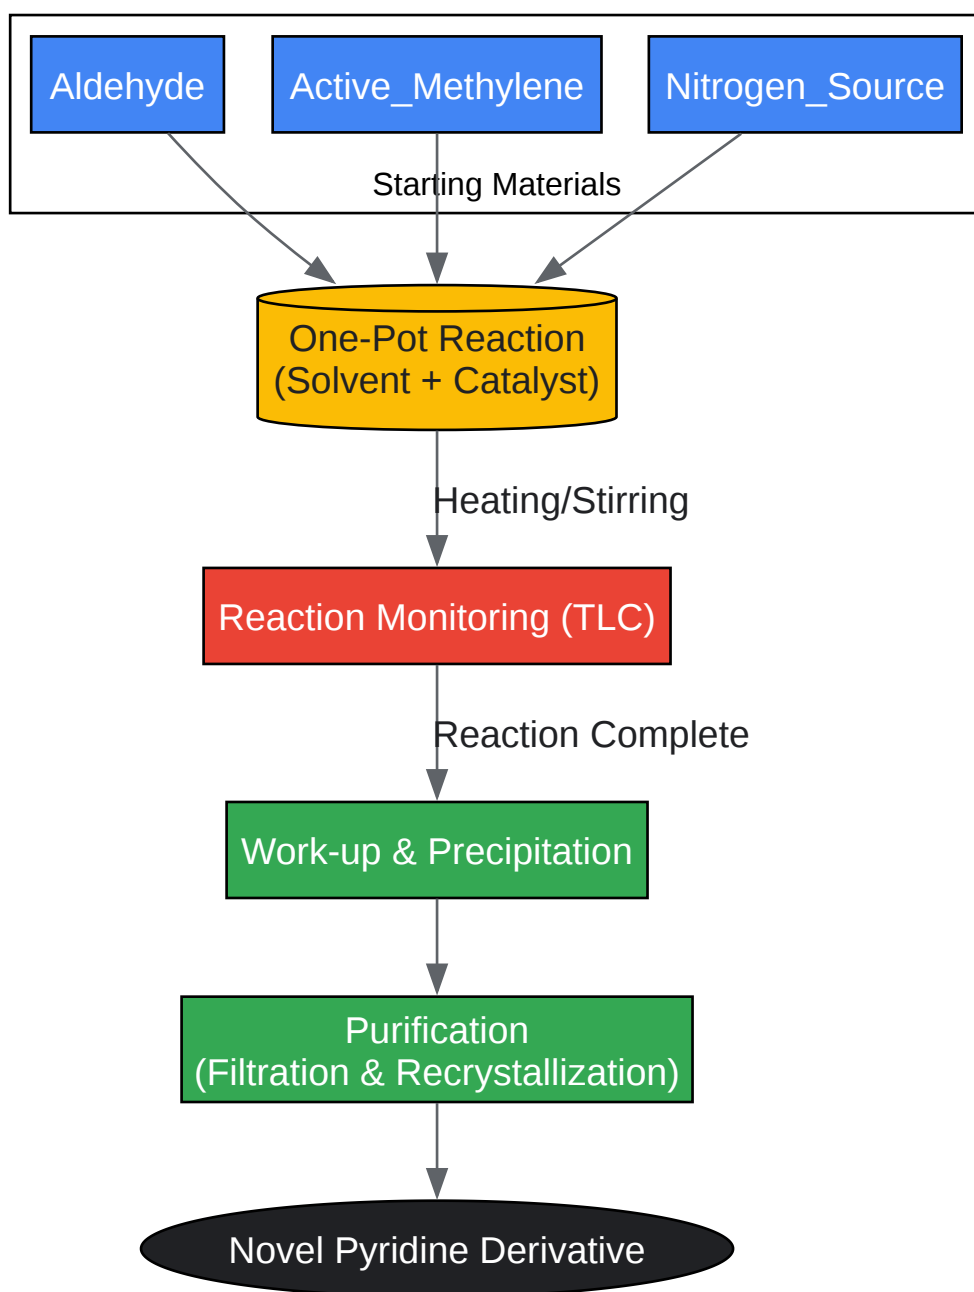 Aldehyde
Active_Methylene
Nitrogen_Source
Starting Materials
One-Pot Reaction
(Solvent + Catalyst)
Heating/Stirring
Reaction Monitoring (TLC)
Reaction Complete
Work-up & Precipitation
Purification
(Filtration & Recrystallization)
Novel Pyridine Derivative